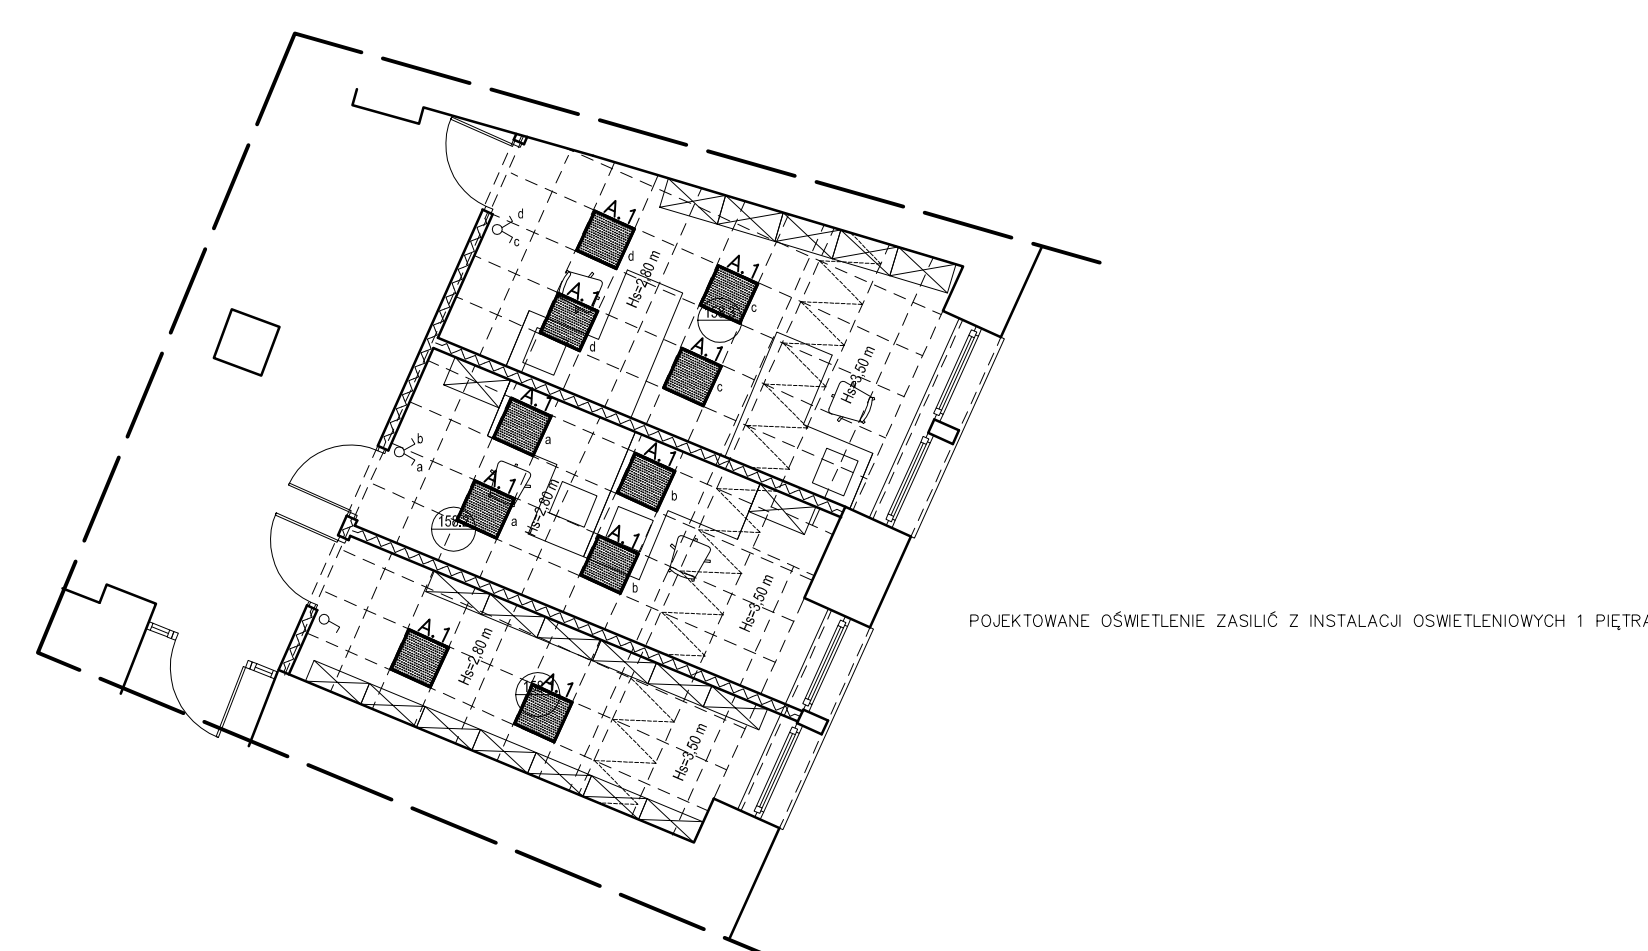 A.1
d
c
d
Hs=2,80 m
A.1
c
A.1
d
A.1
c
Hs=3,50 m
A.1
a
b
a
A.1
b
A.1
a
Hs=2,80 m
A.1
b
Hs=3,50 m
POJEKTOWANE OŚWIETLENIE ZASILIĆ Z INSTALACJI OSWIETLENIOWYCH 1 PIĘTRA
A.1
Hs=2,80 m
A.1
Hs=3,50 m